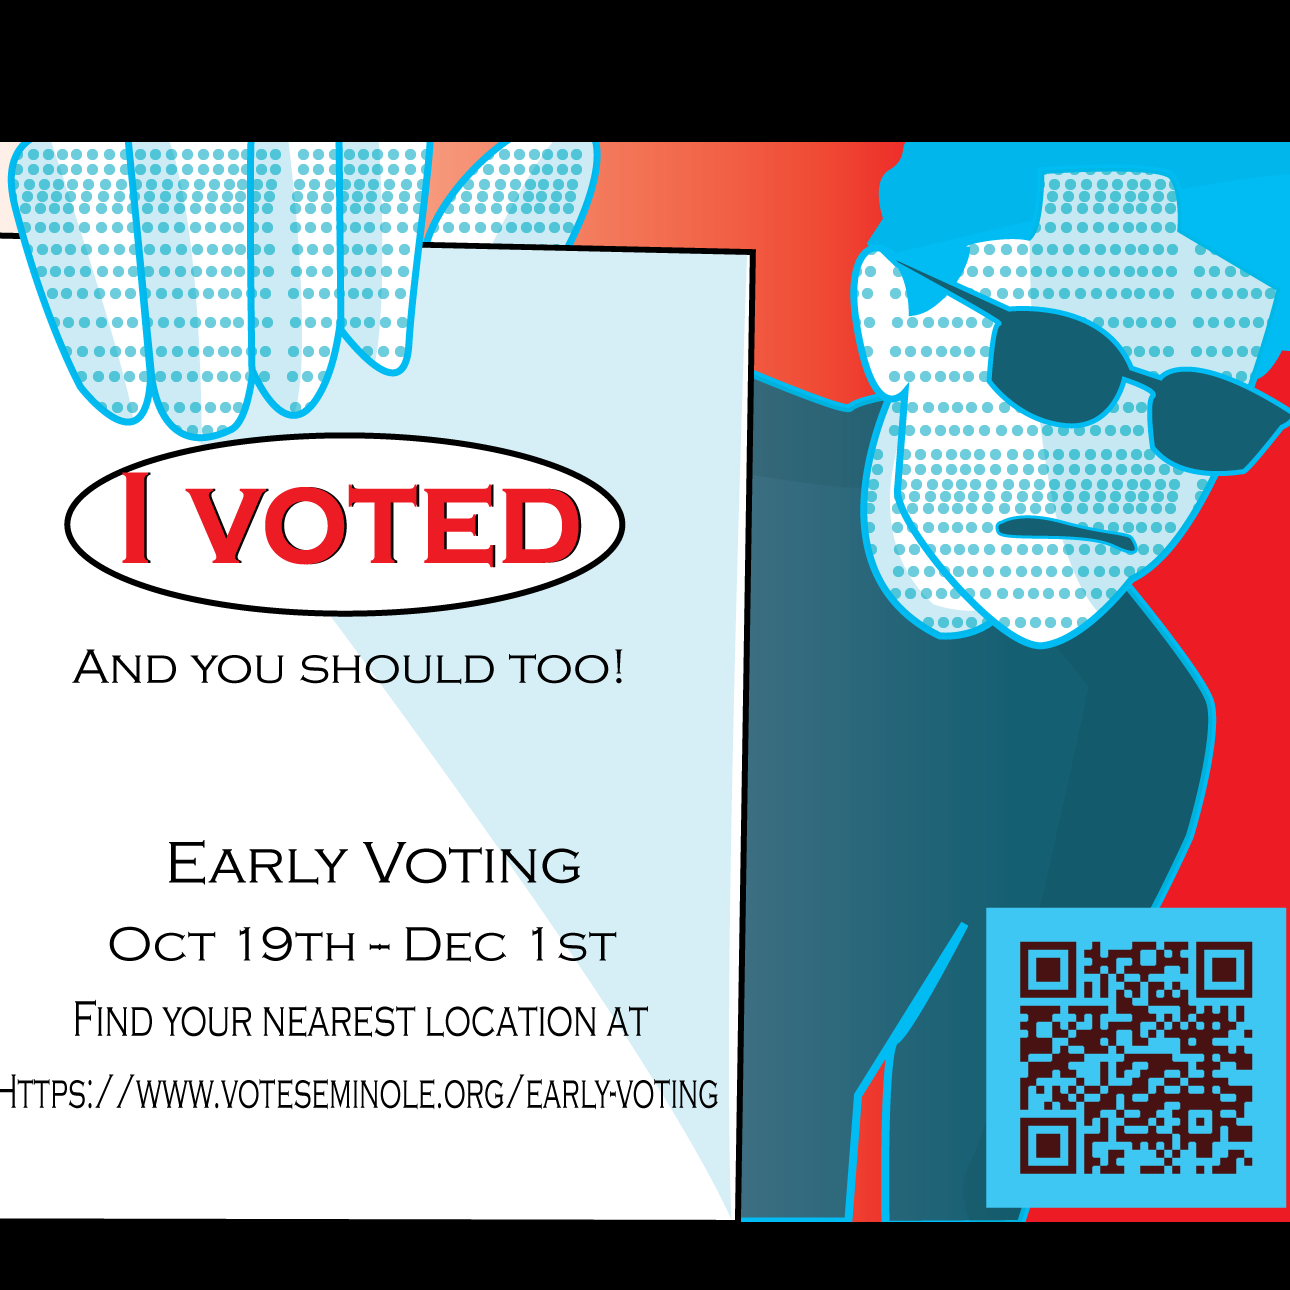 I VOTED
AND YOU SHOULD TOO!
EARLY VOTING
OCT 19TH -- DEC 1ST
FIND YOUR NEAREST LOCATION AT
HTTPS://WWW.VOTESEMINOLE.ORG/EARLY-VOTING